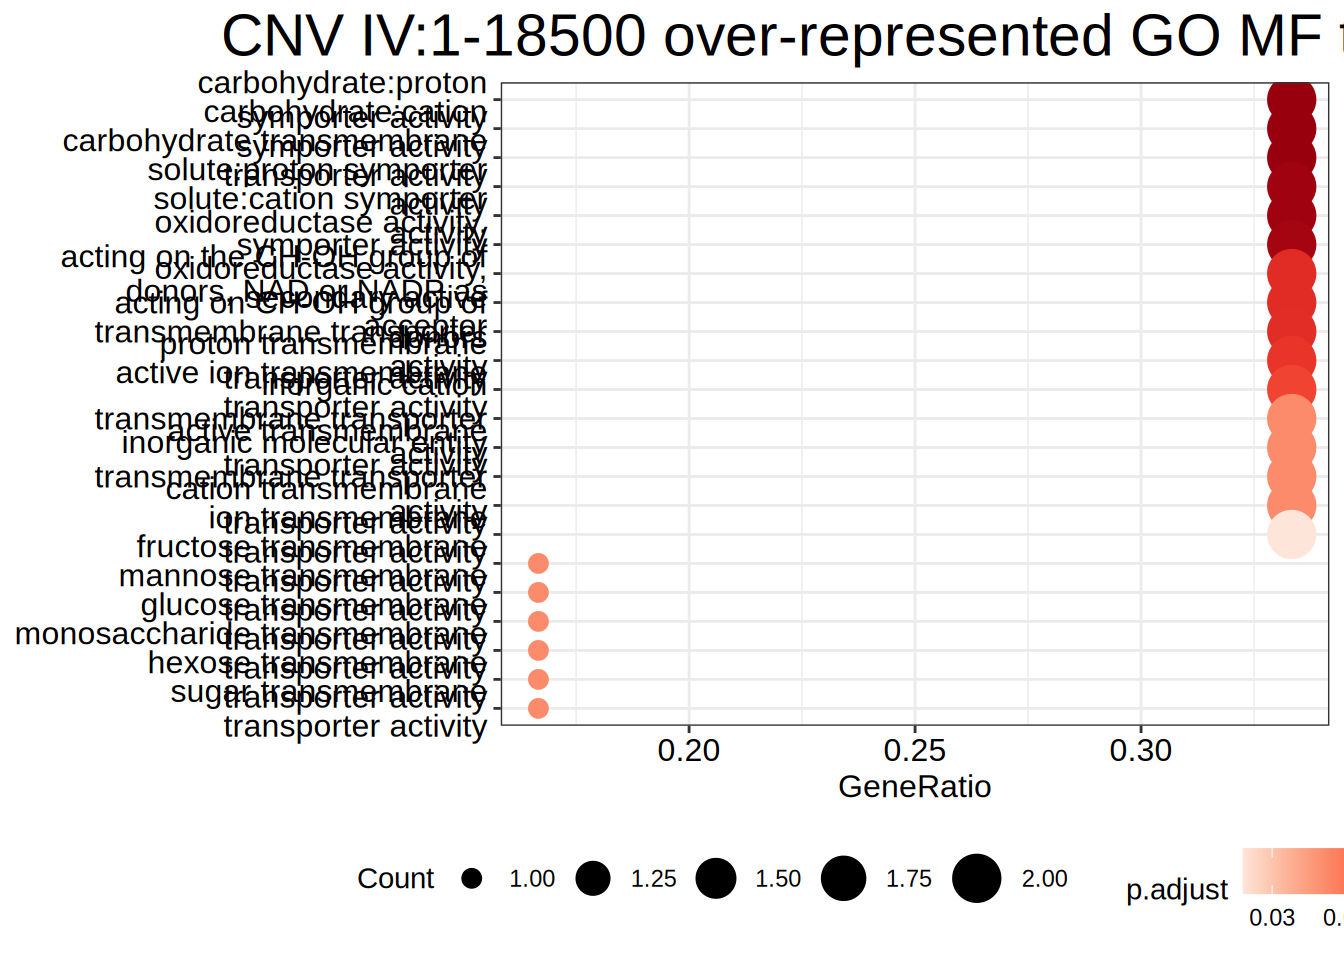 CNV IV:1-18500 over-represented GO MF
carbohydrate:proton
symporter activity
carbohydrate:cation
symporter activity
carbohydrate transmembrane
transporter activity
solute:proton symporter
activity
solute:cation symporter
activity
symporter activity
oxidoreductase activity,
acting on the CH-OH group of
donors, NAD or NADP as
acceptor
oxidoreductase activity,
acting on CH-OH group of
donors
secondary active
transmembrane transporter
activity
proton transmembrane
transporter activity
active ion transmembrane
transporter activity
inorganic cation
transmembrane transporter
activity
active transmembrane
transporter activity
inorganic molecular entity
transmembrane transporter
activity
cation transmembrane
transporter activity
ion transmembrane
transporter activity
fructose transmembrane
transporter activity
mannose transmembrane
transporter activity
glucose transmembrane
transporter activity
monosaccharide transmembrane
transporter activity
hexose transmembrane
transporter activity
sugar transmembrane
transporter activity
0.20 0.25 0.30
GeneRatio
Count 1.00 1.25 1.50 1.75 2.00
p.adjust
0.03 0.